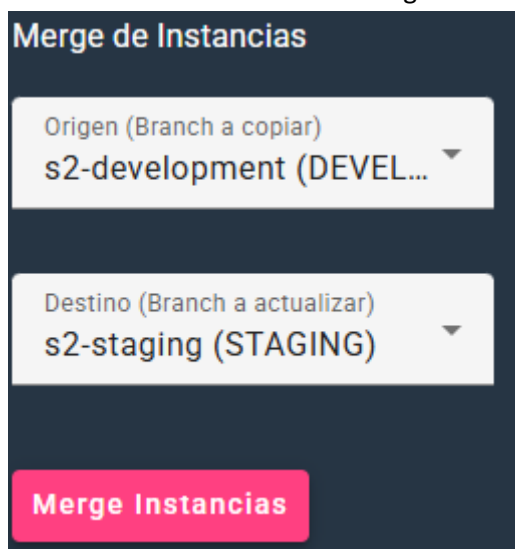 Merge de Instancias
Origen (Branch a copiar)
s2-development (DEVEL...
Destino (Branch a actualizar)
s2-staging (STAGING)
Merge Instancias